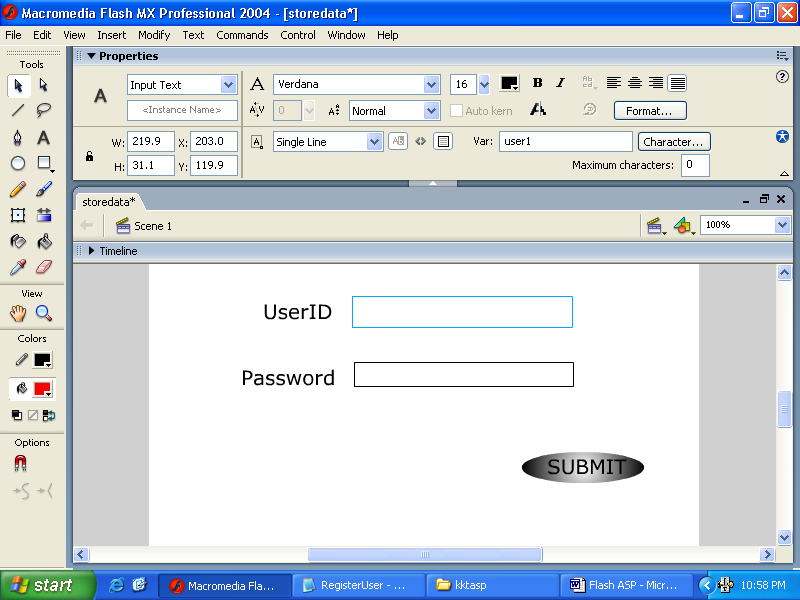 Macromedia Flash MX Professional 2004 - [storedata*]
File Edit View Insert Modify Text Commands Control Window Help
Tools
Properties
Input Text
A Verdana 16 B I
<Instance Name>
A 0 Normal Auto kern Format...
W: 219.9 X: 203.0
Single Line Var: user1 Character...
H: 31.1 Y: 119.9
Maximum characters: 0
storedata*
Scene 1 100%
Timeline
View
Colors
Options
UserID
Password
SUBMIT
start Macromedia Fla... RegisterUser - ... kktasp Flash ASP - Micr... 10:58 PM